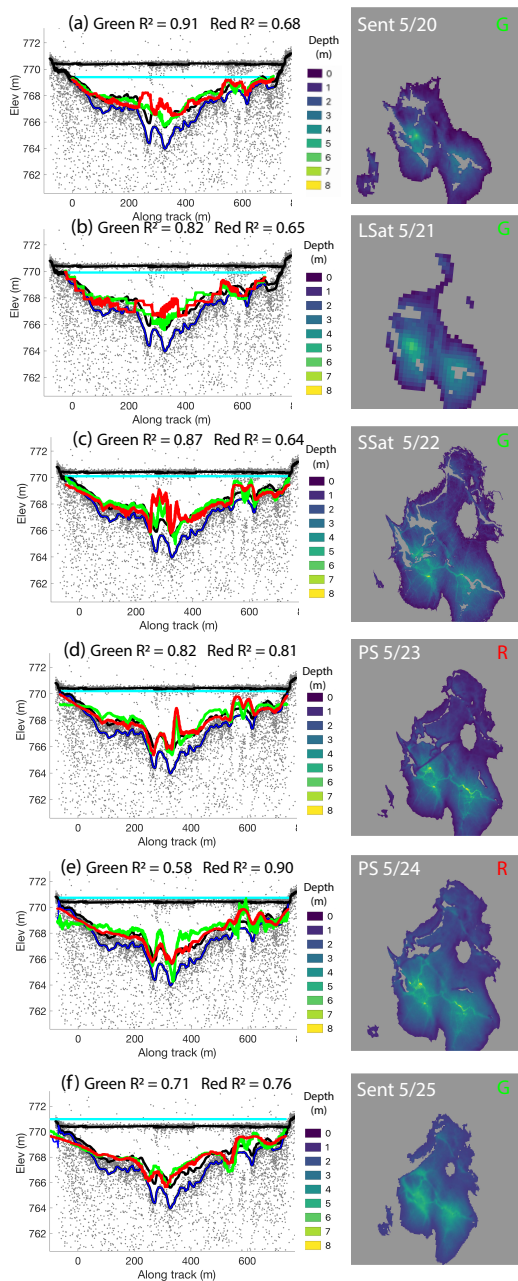 (a) Green R² = 0.91 Red R² = 0.68
Sent 5/20 G
772
770
768
766
764
762
Elev (m)
0 200 400 600 8
Along track (m)
Depth
(m)
0
1
2
3
4
5
6
7
8
(b) Green R² = 0.82 Red R² = 0.65
LSat 5/21 G
772
770
768
766
764
762
Elev (m)
0 200 400 600 8
Along track (m)
Depth
(m)
0
1
2
3
4
5
6
7
8
(c) Green R² = 0.87 Red R² = 0.64
SSat 5/22 G
772
770
768
766
764
762
Elev (m)
0 200 400 600 8
Along track (m)
Depth
(m)
0
1
2
3
4
5
6
7
8
(d) Green R² = 0.82 Red R² = 0.81
PS 5/23 R
772
770
768
766
764
762
Elev (m)
0 200 400 600 8
Along track (m)
Depth
(m)
0
1
2
3
4
5
6
7
8
(e) Green R² = 0.58 Red R² = 0.90
PS 5/24 R
772
770
768
766
764
762
Elev (m)
0 200 400 600 8
Along track (m)
Depth
(m)
0
1
2
3
4
5
6
7
8
(f) Green R² = 0.71 Red R² = 0.76
Sent 5/25 G
772
770
768
766
764
762
Elev (m)
0 200 400 600 8
Along track (m)
Depth
(m)
0
1
2
3
4
5
6
7
8